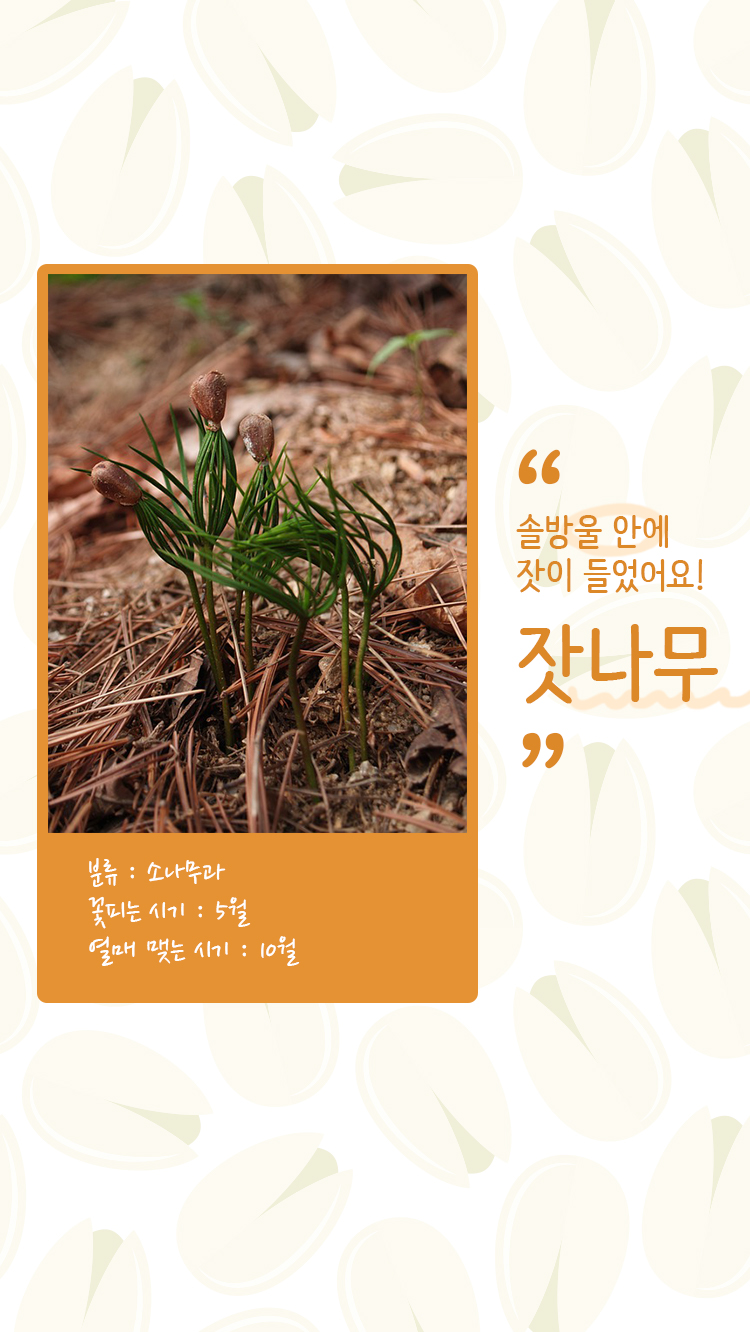 “
솔방울 안에
잣이 들었어요!
잣나무
”
분류 : 소나무과
꽃피는 시기 : 5월
열매 맺는 시기 : 10월